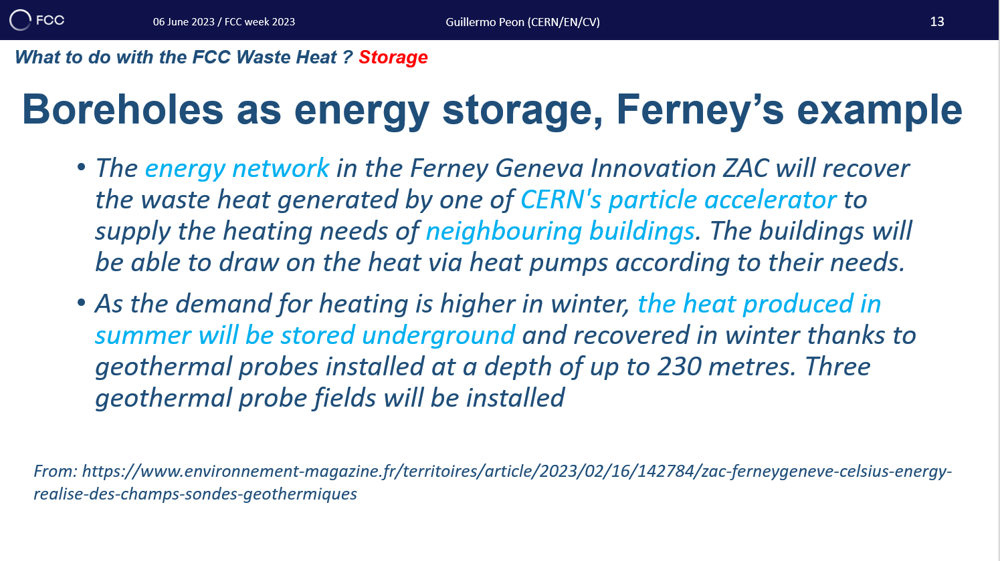 FCC
06 June 2023 / FCC week 2023
Guillermo Peon (CERN/EN/CV)
13
What to do with the FCC Waste Heat ? Storage
Boreholes as energy storage, Ferney’s example
• The energy network in the Ferney Geneva Innovation ZAC will recover
the waste heat generated by one of CERN's particle accelerator to
supply the heating needs of neighbouring buildings. The buildings will
be able to draw on the heat via heat pumps according to their needs.
• As the demand for heating is higher in winter, the heat produced in
summer will be stored underground and recovered in winter thanks to
geothermal probes installed at a depth of up to 230 metres. Three
geothermal probe fields will be installed
From: https://www.environnement-magazine.fr/territoires/article/2023/02/16/142784/zac-ferneygeneve-celsius-energy-
realise-des-champs-sondes-geothermiques